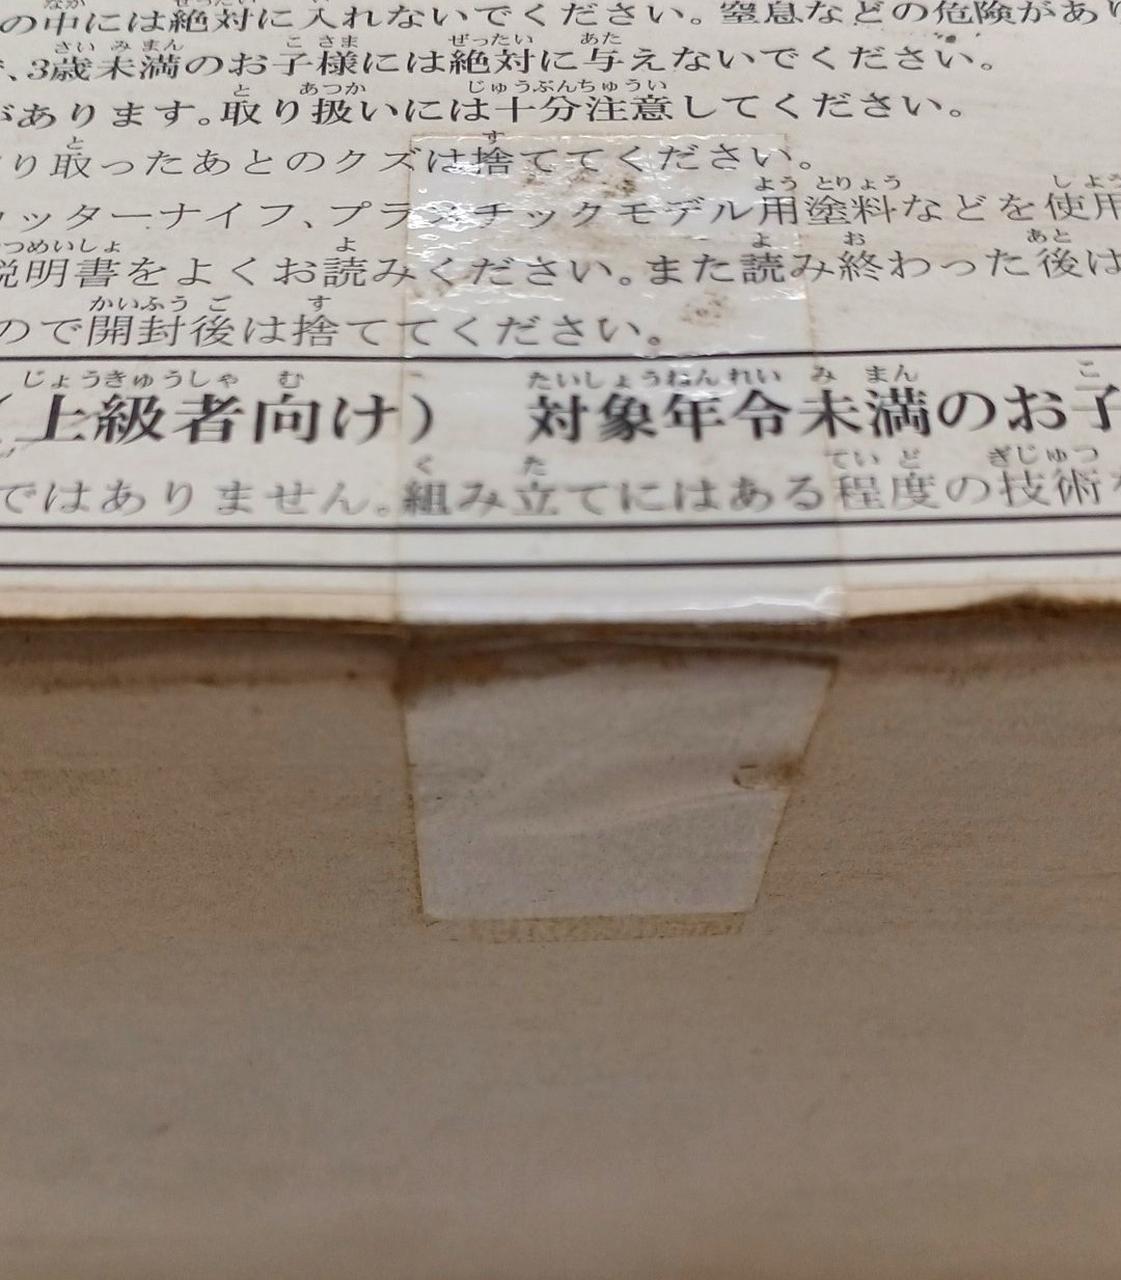 の中には絶対に入れないでください。窒息などの危険があり
、3歳未満のお子様には絶対に与えないでください。
があります。取り扱いには十分注意してください。
り取ったあとのクズは捨ててください。
ッターナイフ、プラスチックモデル用塗料などを使用
説明書をよくお読みください。また読み終わった後は
ので開封後は捨ててください。
(上級者向け) 対象年令未満のお子
ではありません。組み立てにはある程度の技術